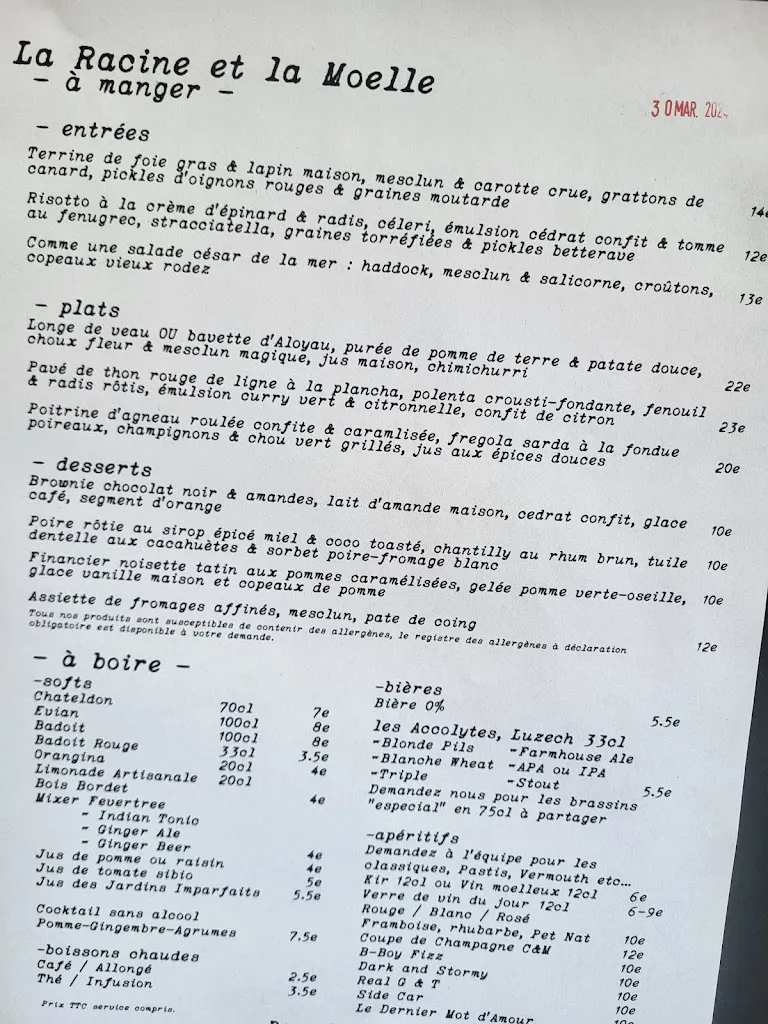 La Racine et la Moelle
- à manger -
30 MAR. 202
- entrées
Terrine de foie gras & lapin maison, mesclun & carotte crue, grattons de
canard, pickles d'oignons rouges & graines moutarde 14e
Risotto à la crème d'épinard & radis, céleri, émulsion cédrat confit & tomme
au fenugrec, stracciatella, graines torréfiées & pickles betterave 12e
Comme une salade césar de la mer : haddock, mesclun & salicorne, croûtons,
copeaux vieux rodez 13e
- plats
Longe de veau OU bavette d'Aloyau, purée de pomme de terre & patate douce,
choux fleur & mesclun magique, jus maison, chimichurri 22e
Pavé de thon rouge de ligne à la plancha, polenta crousti-fondante, fenouil
& radis rôtis, émulsion curry vert & citronnelle, confit de citron 23e
Poitrine d'agneau roulée confite & caramlisée, fregola sarda à la fondue
poireaux, champignons & chou vert grillés, jus aux épices douces 20e
- desserts
Brownie chocolat noir & amandes, lait d'amande maison, cedrat confit, glace
café, segment d'orange 10e
Poire rôtie au sirop épicé miel & coco toasté, chantilly au rhum brun, tuile
dentelle aux cacahuètes & sorbet poire-fromage blanc 10e
Financier noisette tatin aux pommes caramélisées, gelée pomme verte-oseille,
glace vanille maison et copeaux de pomme 10e
Assiette de fromages affinés, mesclun, pate de coing 12e
Tous nos produits sont susceptibles de contenir des allergènes, le registre des allergènes à déclaration
obligatoire est disponible à votre demande.
- à boire -
-softs
Chateldon 70cl 7e
Evian 100cl 8e
Badoit 100cl 8e
Badoit Rouge 33cl 3.5e
Orangina 20cl 4e
Limonade Artisanale 20cl
Bois Bordet 4e
Mixer Fevertree
- Indian Tonic
- Ginger Ale
- Ginger Beer 4e
Jus de pomme ou raisin 4e
Jus de tomate sibio 5e
Jus des Jardins Imparfaits 5.5e
Cocktail sans alcool
Pomme-Gingembre-Agrumes 7.5e
-boissons chaudes
Café / Allongé 2.5e
Thé / Infusion 3.5e
Prix TTC service compris.
-bières
Bière 0% 5.5e
les Accolytes, Luzech 33cl
-Blonde Pils -Farmhouse Ale
-Blanche Wheat -APA ou IPA
-Triple -Stout 5.5e
Demandez nous pour les brassins
"especial" en 75cl à partager
-apéritifs
Demandez à l'équipe pour les
classiques, Pastis, Vermouth etc...
Kir 12cl ou Vin moelleux 12cl 6e
Verre de vin du jour 12cl 6-9e
Rouge / Blanc / Rosé
Framboise, rhubarbe, Pet Nat 10e
Coupe de Champagne C&M 12e
B-Boy Fizz 10e
Dark and Stormy 10e
Real G & T 10e
Side Car 10e
Le Dernier Mot d'Amour 10e